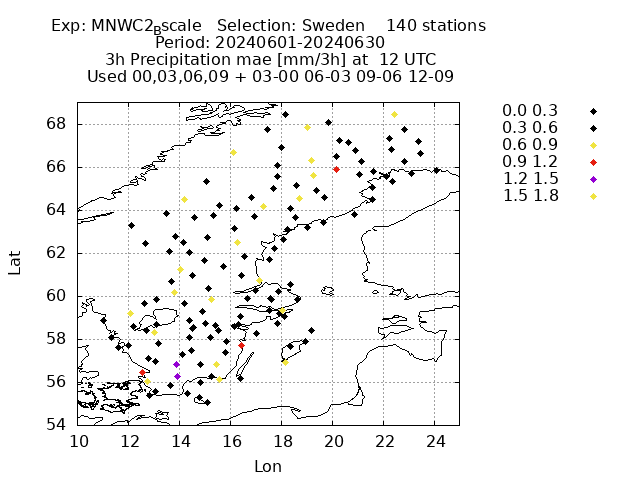 Exp: MNWC2Bscale Selection: Sweden 140 stations
Period: 20240601-20240630
3h Precipitation mae [mm/3h] at 12 UTC
Used 00,03,06,09 + 03-00 06-03 09-06 12-09
0.0 0.3
0.3 0.6
0.6 0.9
0.9 1.2
1.2 1.5
1.5 1.8
68
66
64
62
60
58
56
54
Lat
10 12 14 16 18 20 22 24
Lon